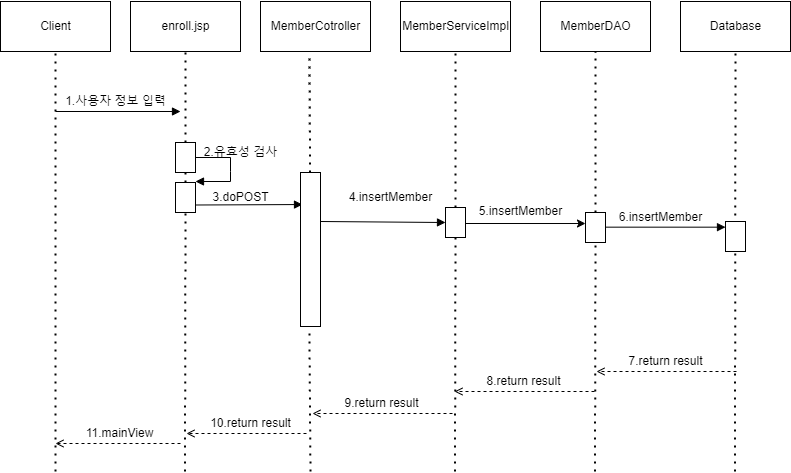 Client
enroll.jsp
MemberCotroller
MemberServiceImpl
MemberDAO
Database
1.사용자 정보 입력
2.유효성 검사
3.doPOST
4.insertMember
5.insertMember
6.insertMember
7.return result
8.return result
9.return result
10.return result
11.mainView